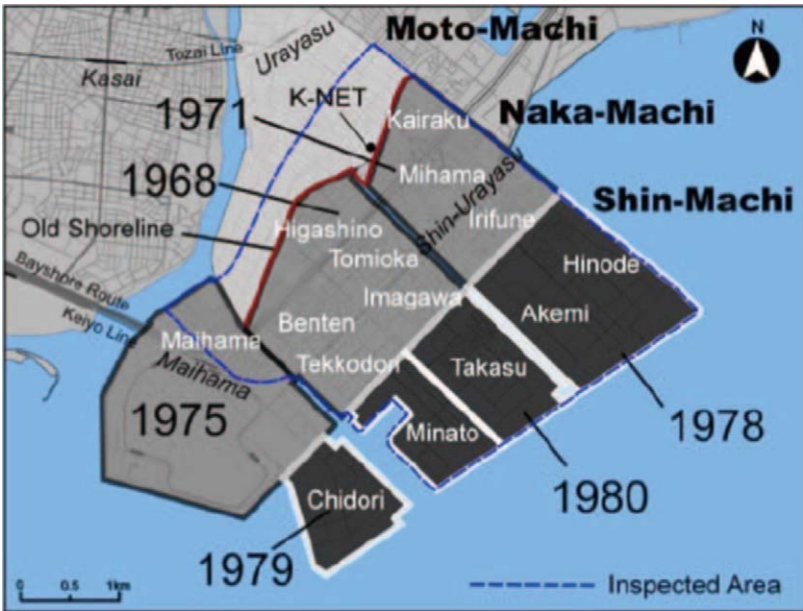 Moto-Machi
N
Tozai Line
Urayasu
Kasai
K-NET
1971
Naka-Machi
Kairaku
1968
Mihama
Shin-Urayasu
Shin-Machi
Old Shoreline
Higashino
Irifune
Tomioka
Hinode
Bayshore Route
Imagawa
Akemi
Keiyo Line
Maihama
Benten
Maihama
Tekkodori
Takasu
1975
Minato
1978
1980
Chidori
1979
0 0.5 1km
Inspected Area